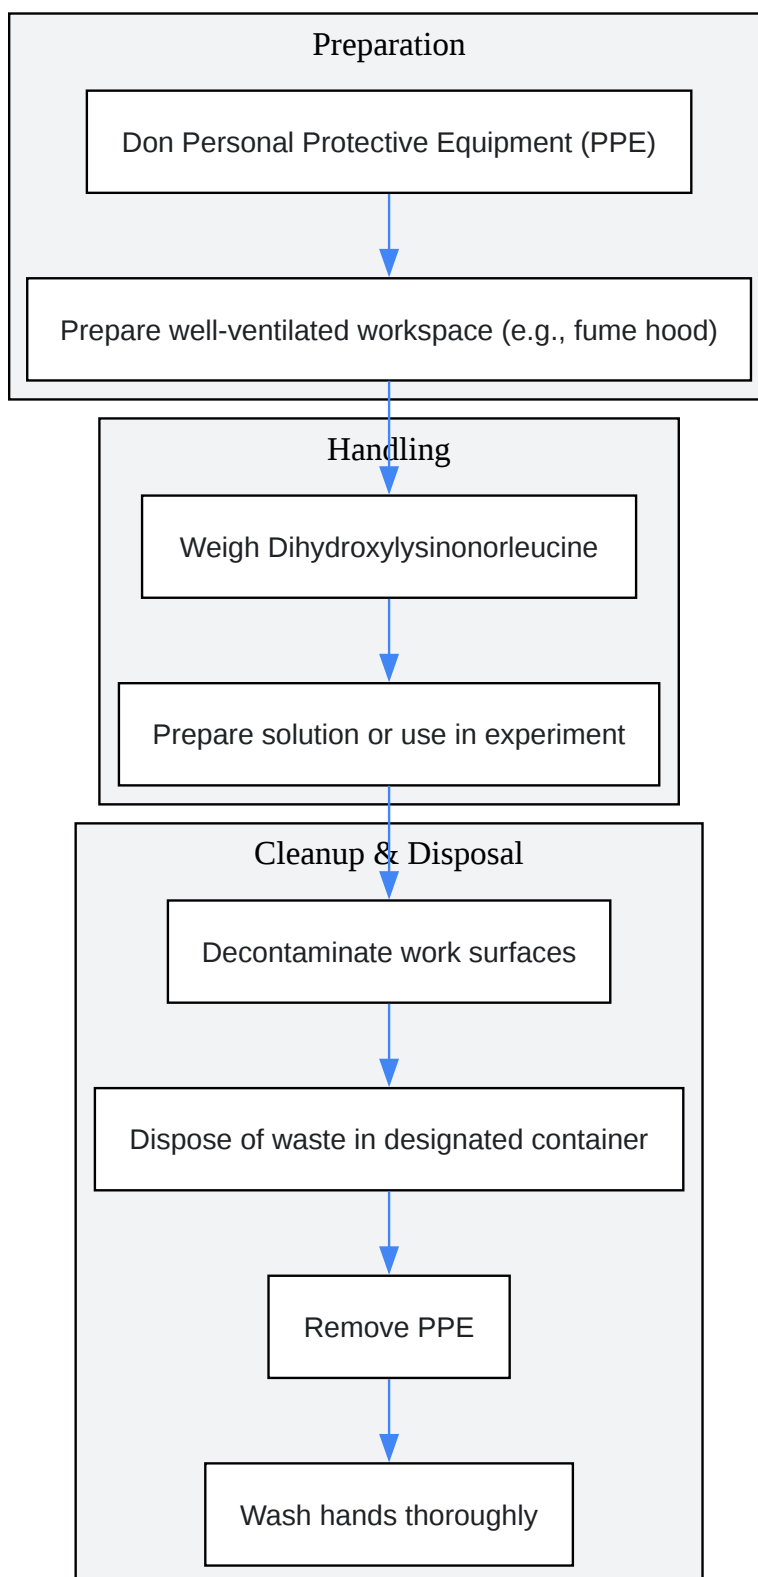 Preparation
Don Personal Protective Equipment (PPE)
Prepare well-ventilated workspace (e.g., fume hood)
Handling
Weigh Dihydroxylysinonorleucine
Prepare solution or use in experiment
Cleanup & Disposal
Decontaminate work surfaces
Dispose of waste in designated container
Remove PPE
Wash hands thoroughly